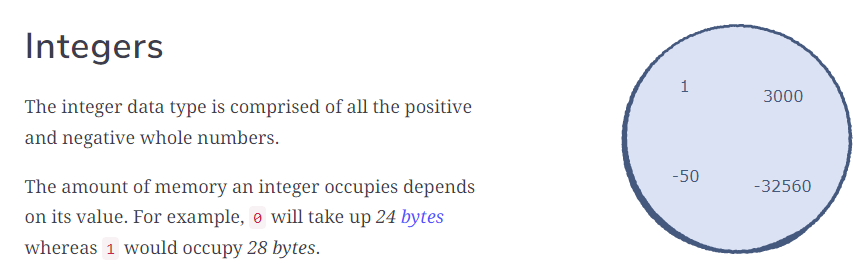 Integers
The integer data type is comprised of all the positive
and negative whole numbers.
The amount of memory an integer occupies depends
on its value. For example, 0 will take up 24 bytes
whereas 1 would occupy 28 bytes.
1
3000
-50
-32560